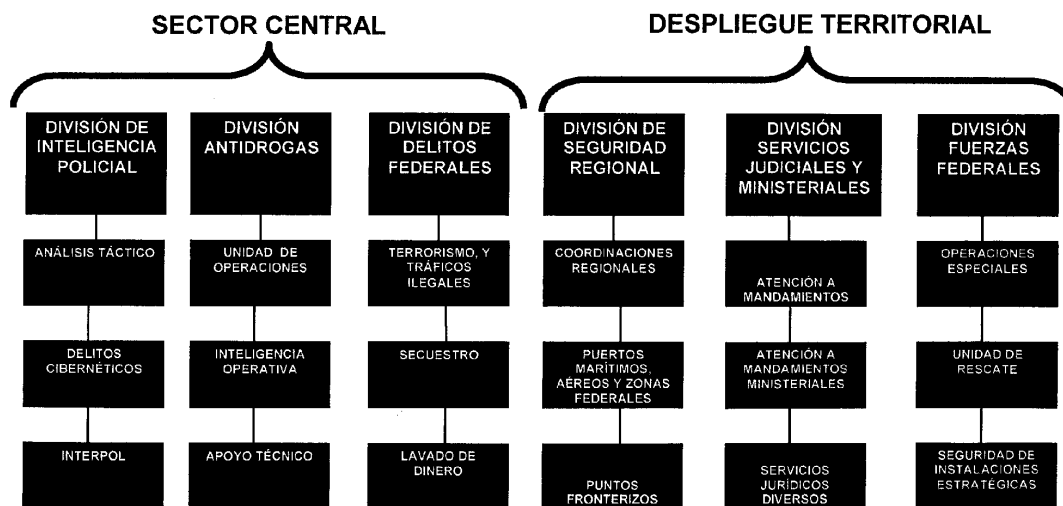 SECTOR CENTRAL
DESPLIEGUE TERRITORIAL
DIVISIÓN DE
INTELIGENCIA
POLICIAL
ANÁLISIS TÁCTICO
DELITOS
CIBERNÉTICOS
INTERPOL
DIVISIÓN
ANTIDROGAS
UNIDAD DE
OPERACIONES
INTELIGENCIA
OPERATIVA
APOYO TÉCNICO
DIVISIÓN DE
DELITOS
FEDERALES
TERRORISMO, Y
TRÁFICOS
ILEGALES
SECUESTRO
LAVADO DE
DINERO
DIVISIÓN DE
SEGURIDAD
REGIONAL
COORDINACIONES
REGIONALES
PUERTOS
MARÍTIMOS,
AÉREOS Y ZONAS
FEDERALES
PUNTOS
FRONTERIZOS
DIVISIÓN
SERVICIOS
JUDICIALES Y
MINISTERIALES
ATENCIÓN A
MANDAMIENTOS
ATENCIÓN A
MANDAMIENTOS
MINISTERIALES
SERVICIOS
JURÍDICOS
DIVERSOS
DIVISIÓN
FUERZAS
FEDERALES
OPERACIONES
ESPECIALES
UNIDAD DE
RESCATE
SEGURIDAD DE
INSTALACIONES
ESTRATÉGICAS